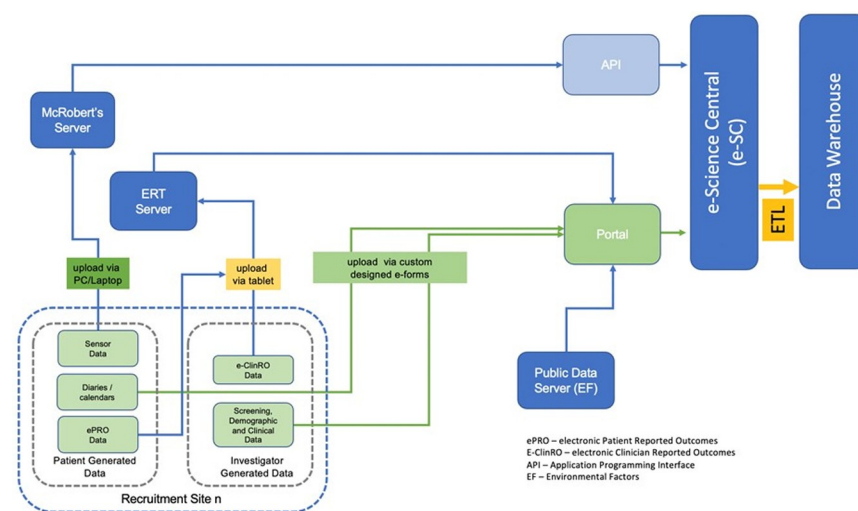 API
McRobert's
Server
e-Science Central
(e-SC)
Data Warehouse
ERT
Server
ETL
Portal
upload via
PC/Laptop
upload
via tablet
upload via custom
designed e-forms
Sensor
Data
e-ClinRO
Data
Diaries /
calendars
Screening,
Demographic
and Clinical
Data
ePRO
Data
Patient Generated
Data
Investigator
Generated Data
Recruitment Site n
Public Data
Server (EF)
ePRO – electronic Patient Reported Outcomes
E-ClinRO – electronic Clinician Reported Outcomes
API – Application Programming Interface
EF – Environmental Factors